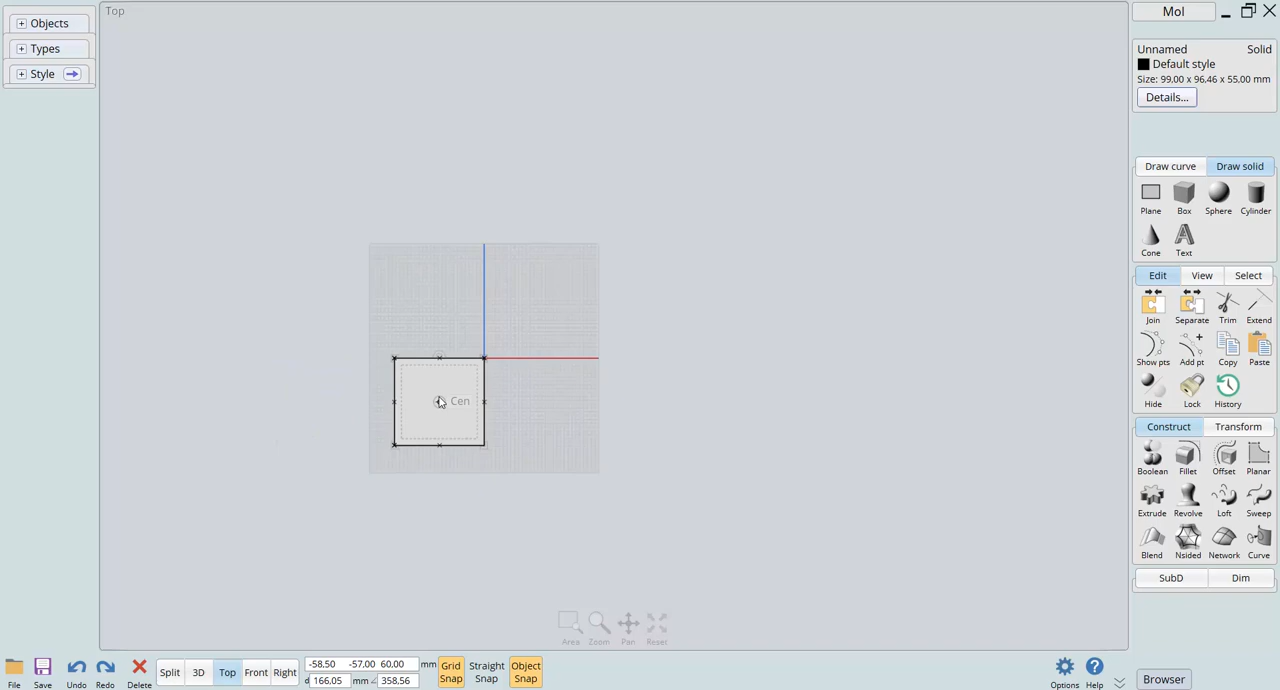 Objects
Types
Style
Top
Cen
MoI
Unnamed Solid
Default style
Size: 99,00 x 96,46 x 55,00 mm
Details...
Draw curve Draw solid
Plane Box Sphere Cylinder
Cone Text
Edit View Select
Join Separate Trim Extend
Show pts Add pt Copy Paste
Hide Lock History
Construct Transform
Boolean Fillet Offset Planar
Extrude Revolve Loft Sweep
Blend Nsided Network Curve
SubD Dim
Area Zoom Pan Reset
File Save Undo Redo Delete
Split 3D Top Front Right
-58,50 -57,00 60,00 mm
d 166,05 mm ∠ 358,56
Grid Snap
Straight Snap
Object Snap
Options Help
Browser